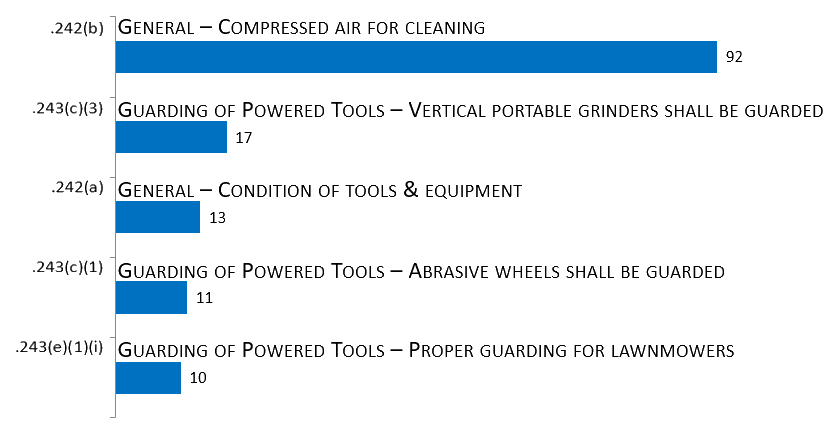 .242(b) General – Compressed air for cleaning
92
.243(c)(3) Guarding of Powered Tools – Vertical portable grinders shall be guarded
17
.242(a) General – Condition of tools & equipment
13
.243(c)(1) Guarding of Powered Tools – Abrasive wheels shall be guarded
11
.243(e)(1)(i) Guarding of Powered Tools – Proper guarding for lawnmowers
10